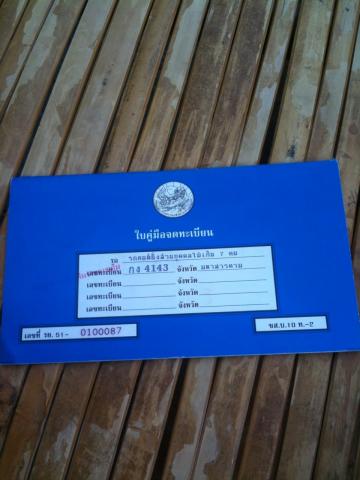 ใบคู่มือจดทะเบียน
รถ รถยนต์นั่งส่วนบุคคลไม่เกิน 7 คน
เลขทะเบียน กง 4143 จังหวัด มหาสารคาม
เลขทะเบียน จังหวัด
เลขทะเบียน จังหวัด
เลขทะเบียน จังหวัด
เลขที่ รย. 51- 0100087
ขส.บ.10 ท.-2